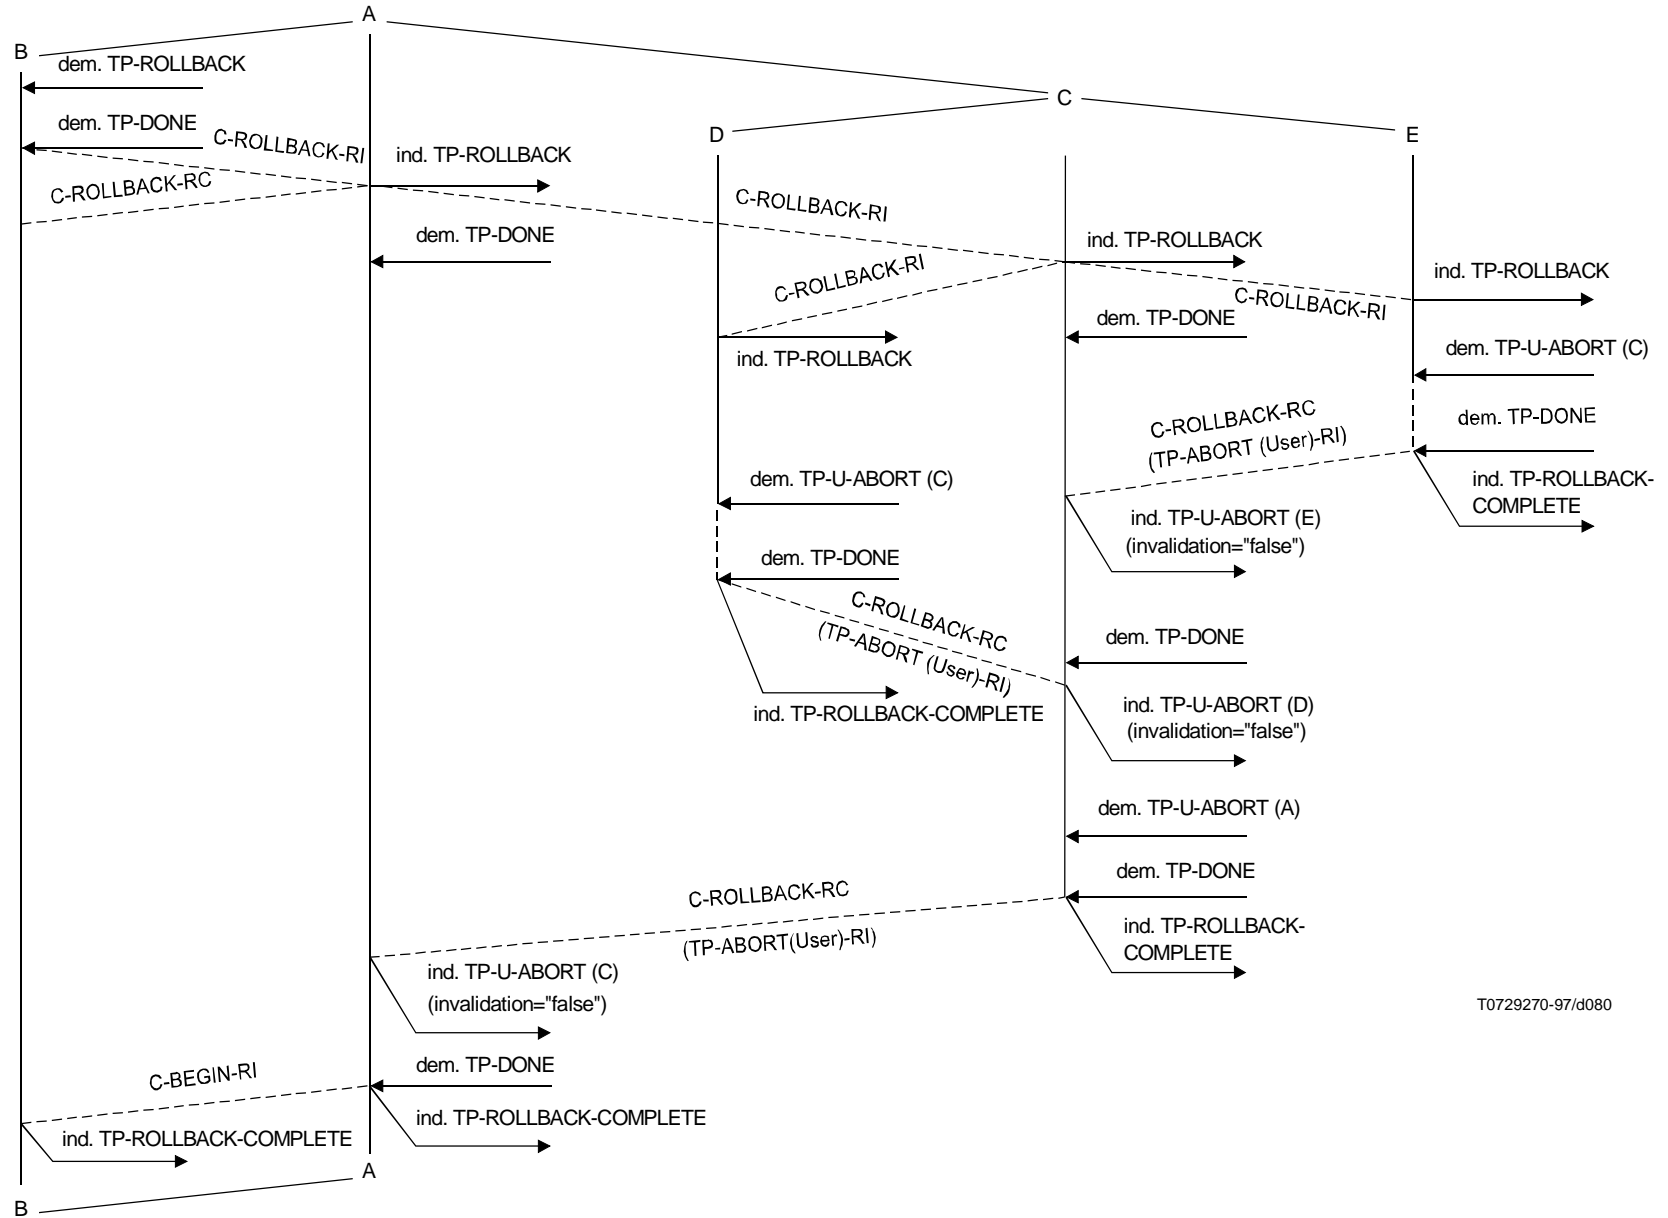 A
B
dem. TP-ROLLBACK
C
D
E
dem. TP-DONE
C-ROLLBACK-RI
ind. TP-ROLLBACK
C-ROLLBACK-RC
C-ROLLBACK-RI
dem. TP-DONE
ind. TP-ROLLBACK
C-ROLLBACK-RI
ind. TP-ROLLBACK
C-ROLLBACK-RI
dem. TP-DONE
ind. TP-ROLLBACK
dem. TP-U-ABORT (C)
C-ROLLBACK-RC
(TP-ABORT (User)-RI)
dem. TP-DONE
dem. TP-U-ABORT (C)
ind. TP-ROLLBACK-
COMPLETE
ind. TP-U-ABORT (E)
(invalidation="false")
dem. TP-DONE
C-ROLLBACK-RC
(TP-ABORT (User)-RI)
dem. TP-DONE
ind. TP-ROLLBACK-COMPLETE
ind. TP-U-ABORT (D)
(invalidation="false")
dem. TP-U-ABORT (A)
dem. TP-DONE
C-ROLLBACK-RC
(TP-ABORT(User)-RI)
ind. TP-ROLLBACK-
COMPLETE
ind. TP-U-ABORT (C)
(invalidation="false")
T0729270-97/d080
dem. TP-DONE
C-BEGIN-RI
ind. TP-ROLLBACK-COMPLETE
ind. TP-ROLLBACK-COMPLETE
A
B